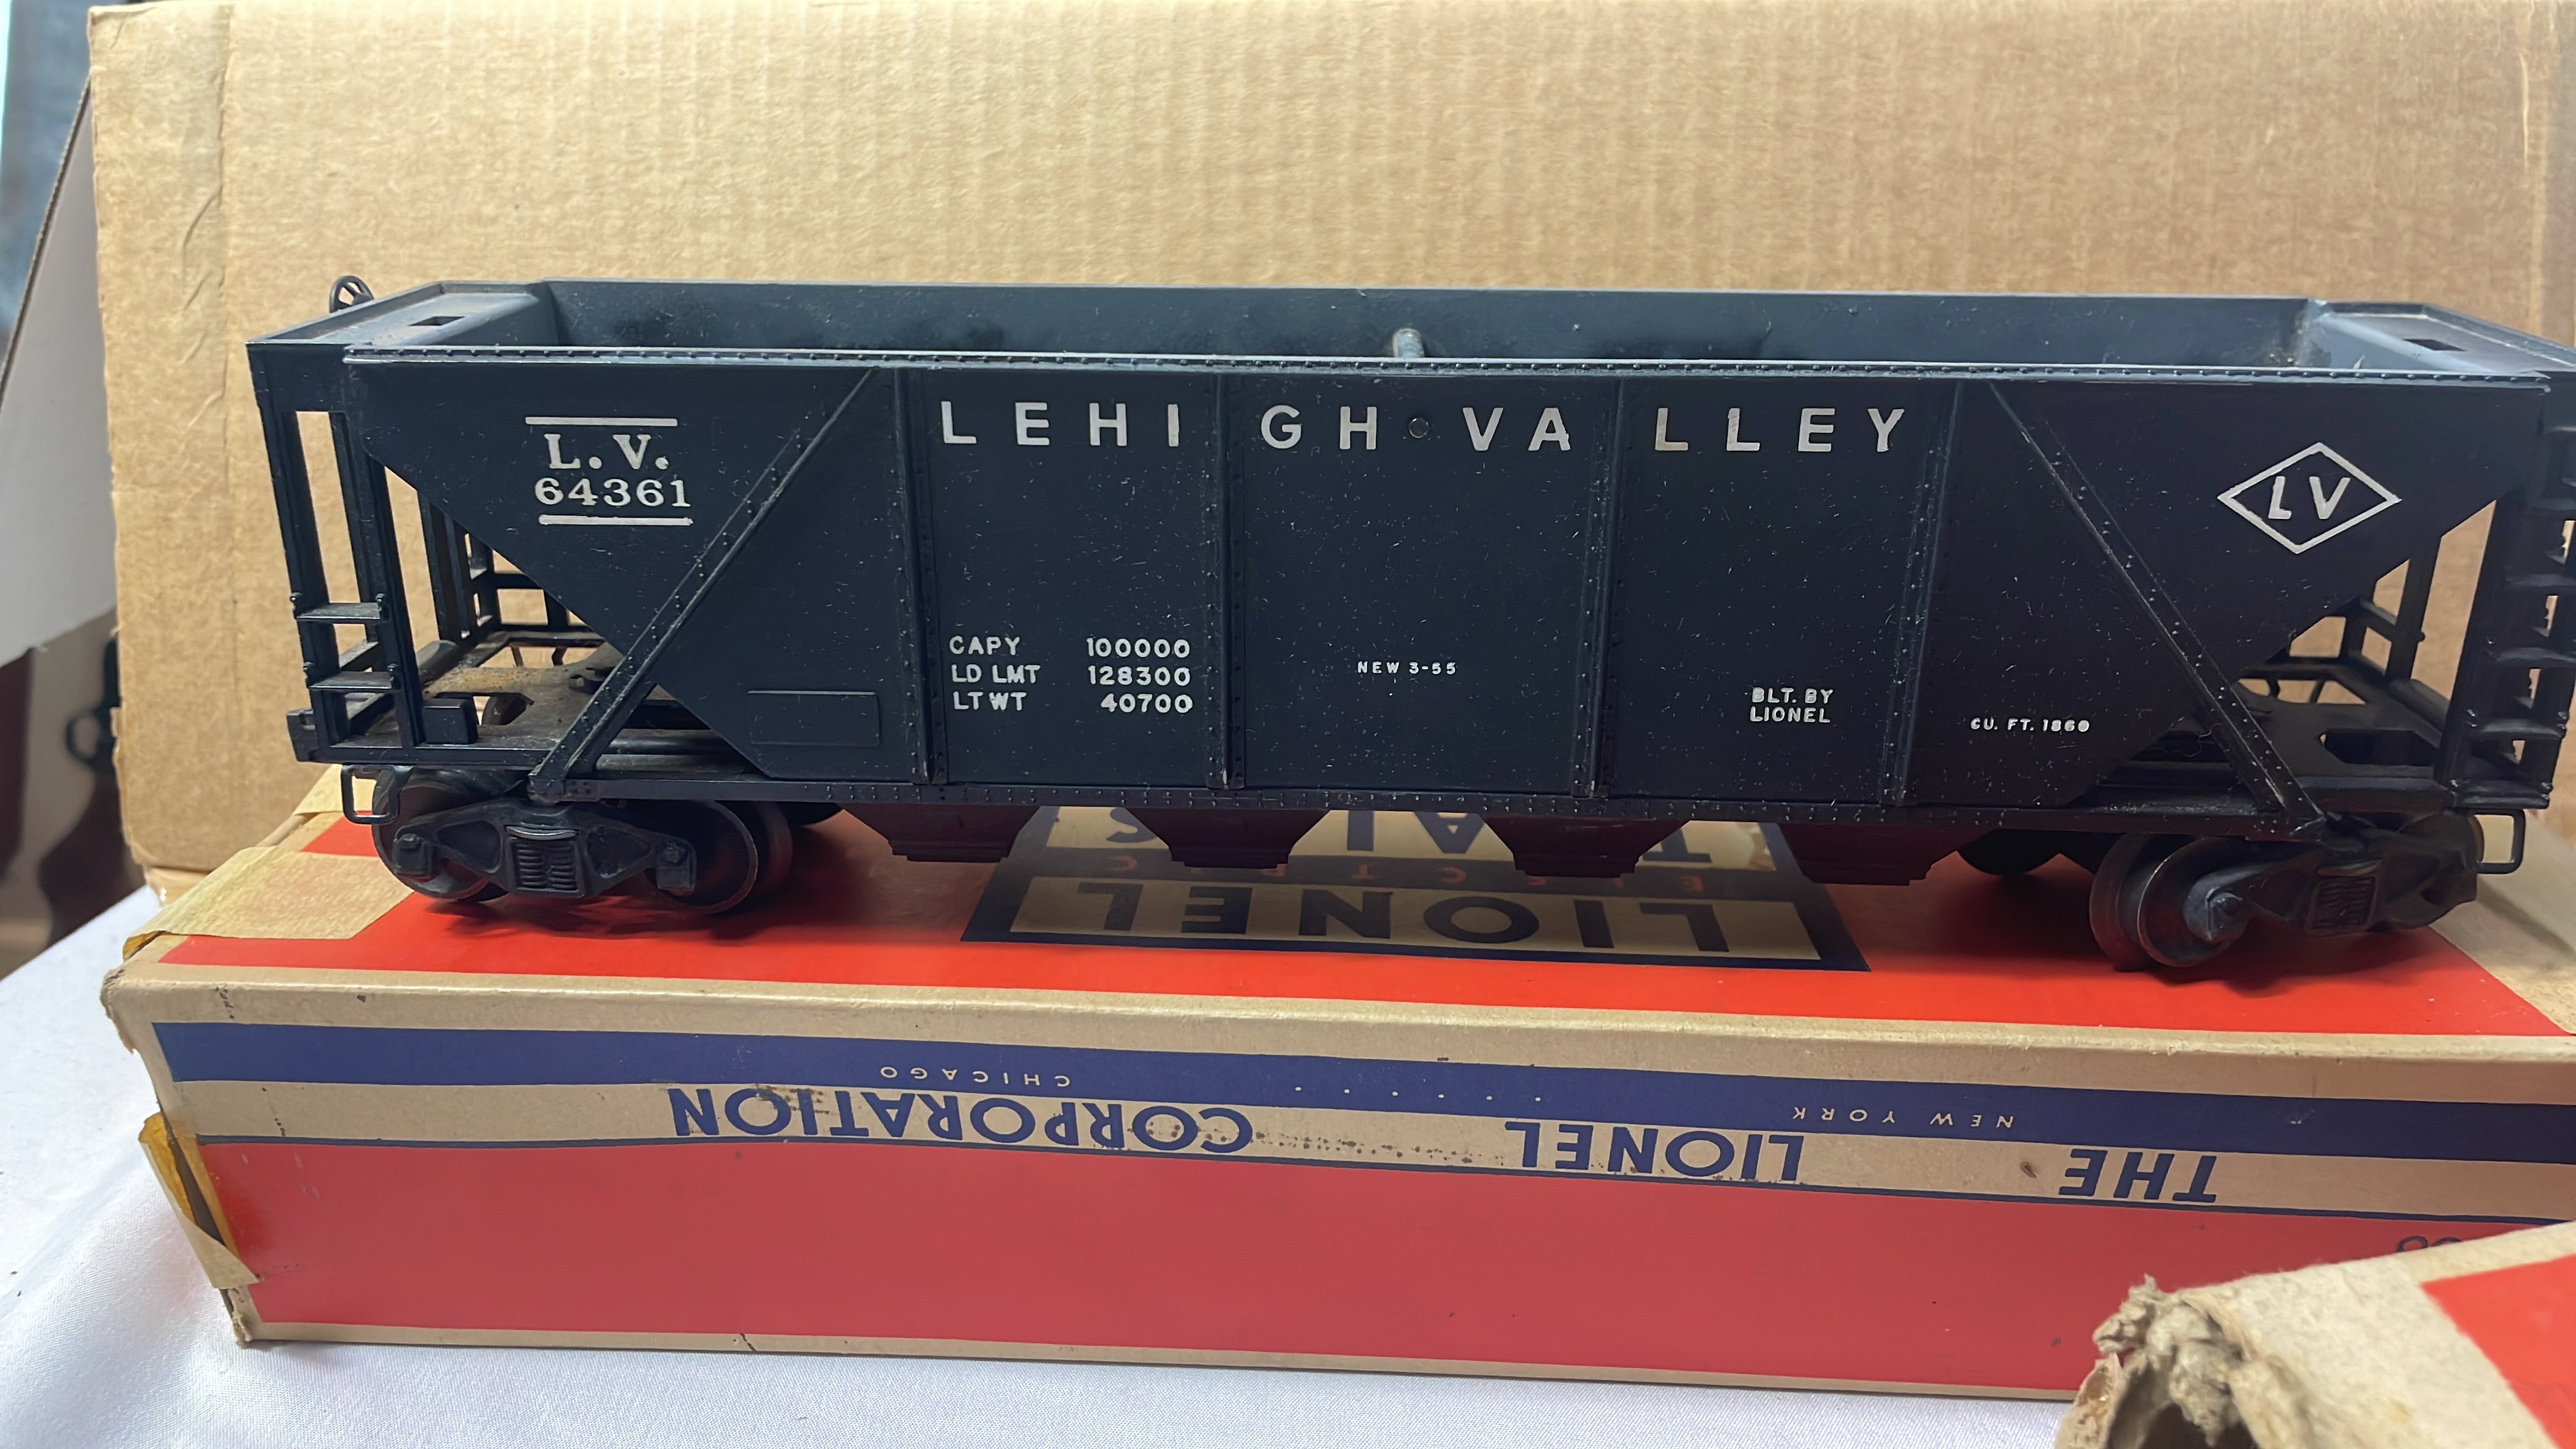 L.V.
64361
LEHIGH VALLEY
LV
CAPY 100000
LD LMT 128300
LT WT 40700
NEW 3-55
BLT. BY
LIONEL
CU. FT. 1860
LIONEL
ELECTRIC
THE LIONEL CORPORATION
NEW YORK ...... CHICAGO